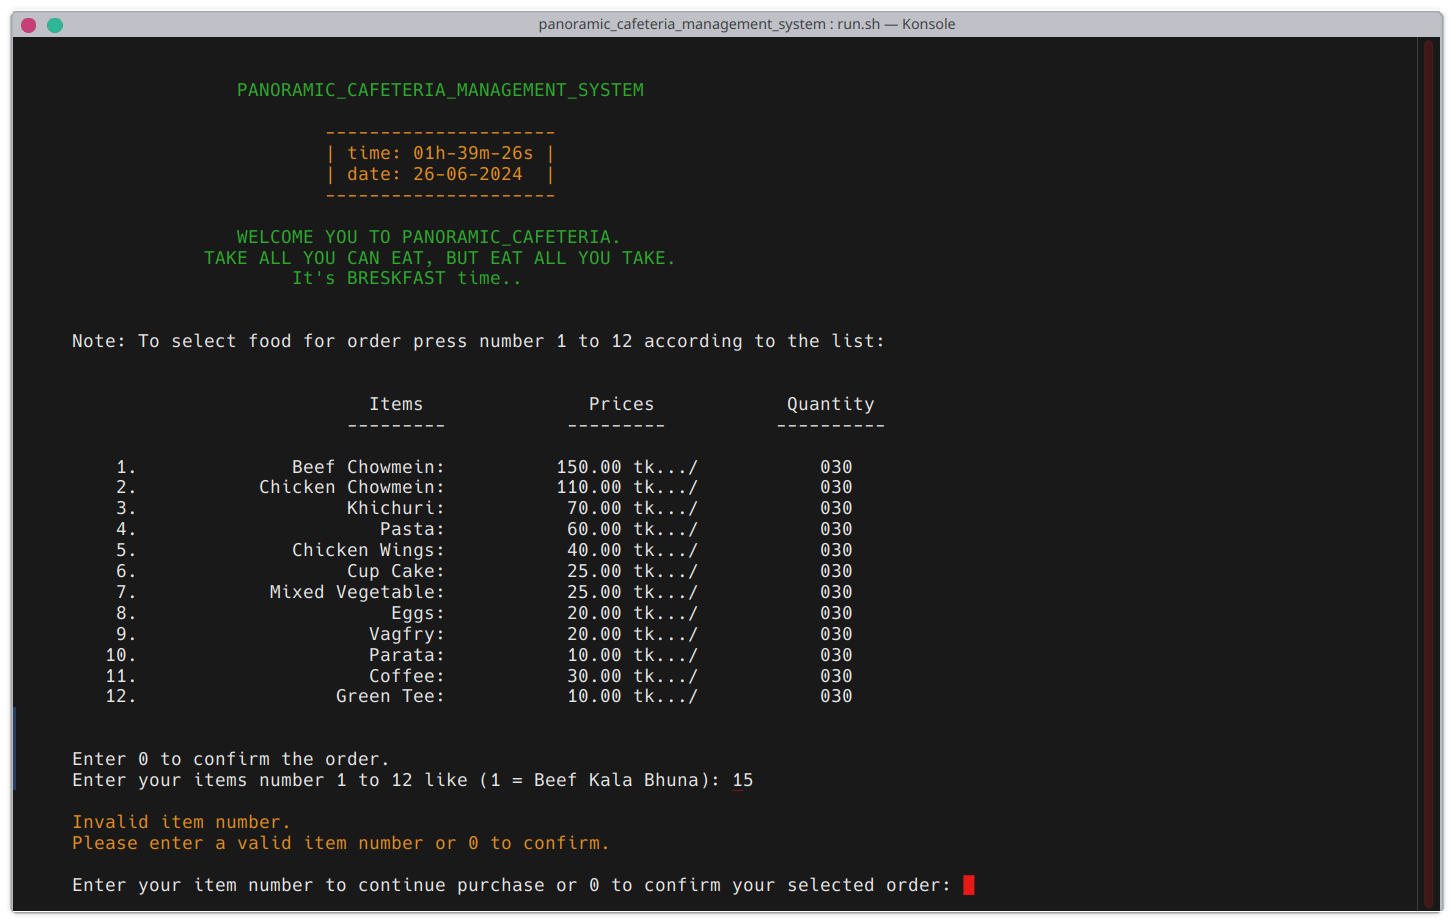 panoramic_cafeteria_management_system : run.sh — Konsole
PANORAMIC_CAFETERIA_MANAGEMENT_SYSTEM
---------------------
| time: 01h-39m-26s |
| date: 26-06-2024  |
---------------------
WELCOME YOU TO PANORAMIC_CAFETERIA.
TAKE ALL YOU CAN EAT, BUT EAT ALL YOU TAKE.
It's BRESKFAST time..
Note: To select food for order press number 1 to 12 according to the list:
Items Prices Quantity
--------- --------- ----------
1. Beef Chowmein: 150.00 tk.../ 030
2. Chicken Chowmein: 110.00 tk.../ 030
3. Khichuri: 70.00 tk.../ 030
4. Pasta: 60.00 tk.../ 030
5. Chicken Wings: 40.00 tk.../ 030
6. Cup Cake: 25.00 tk.../ 030
7. Mixed Vegetable: 25.00 tk.../ 030
8. Eggs: 20.00 tk.../ 030
9. Vagfry: 20.00 tk.../ 030
10. Parata: 10.00 tk.../ 030
11. Coffee: 30.00 tk.../ 030
12. Green Tee: 10.00 tk.../ 030
Enter 0 to confirm the order.
Enter your items number 1 to 12 like (1 = Beef Kala Bhuna): 15
Invalid item number.
Please enter a valid item number or 0 to confirm.
Enter your item number to continue purchase or 0 to confirm your selected order: